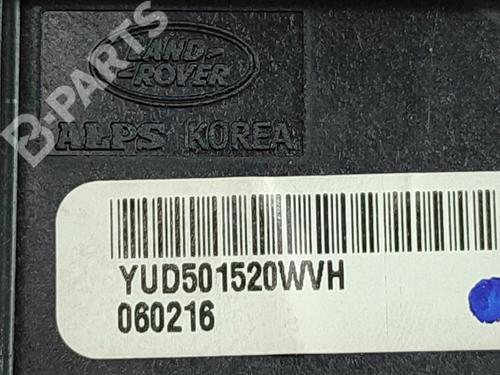 LAND-
ROVER
ALPS KOREA
B-PARTS
YUD501520WVH
060216